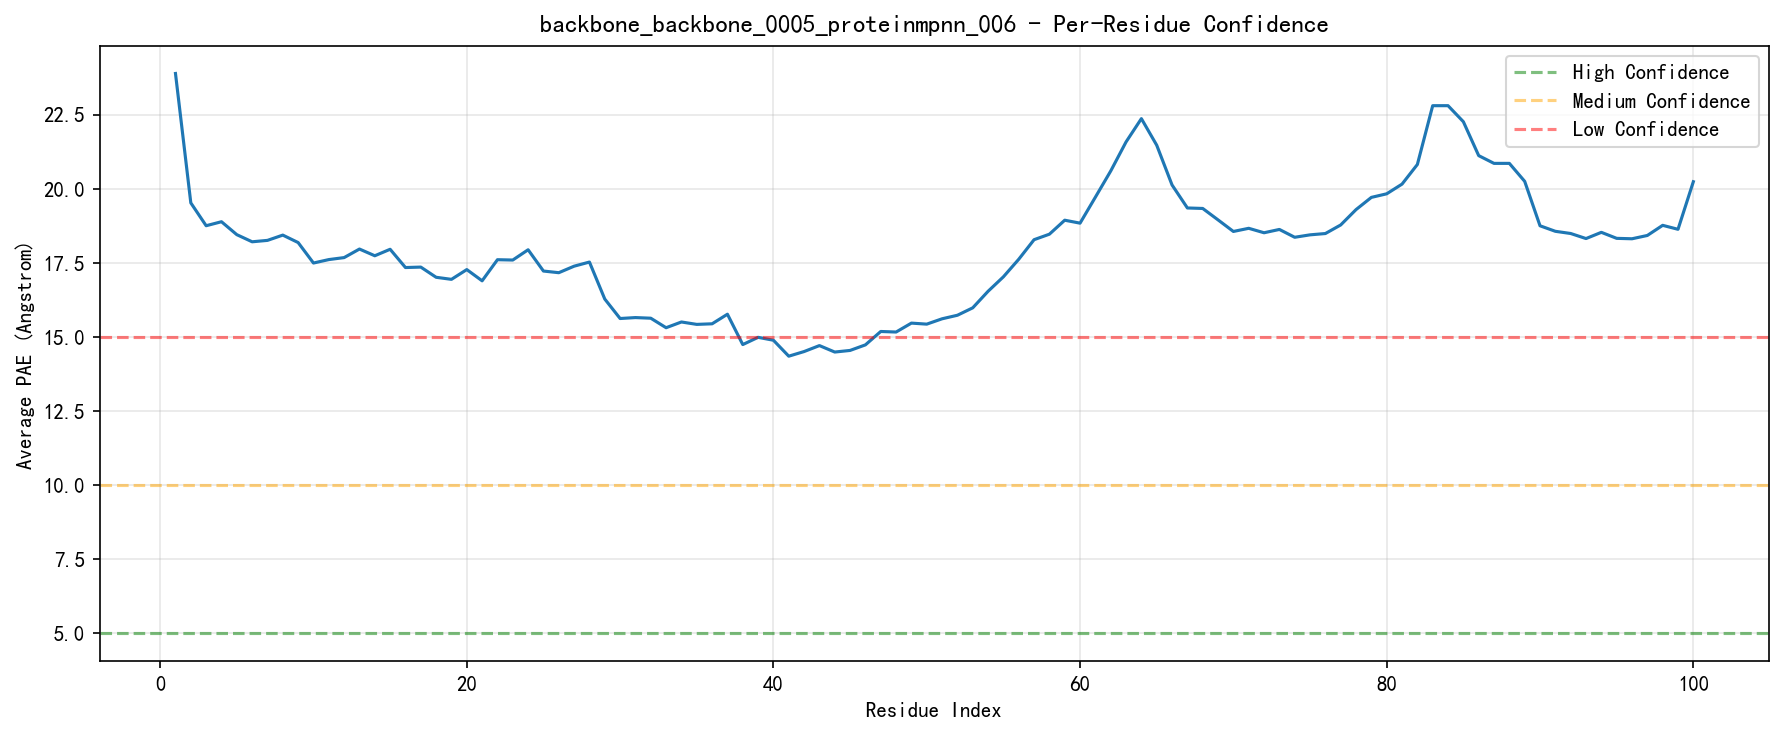 backbone_backbone_0005_proteinmpnn_006 - Per-Residue Confidence
High Confidence
Medium Confidence
Low Confidence
Average PAE (Angstrom)
22.5
20.0
17.5
15.0
12.5
10.0
7.5
5.0
0 20 40 60 80 100
Residue Index